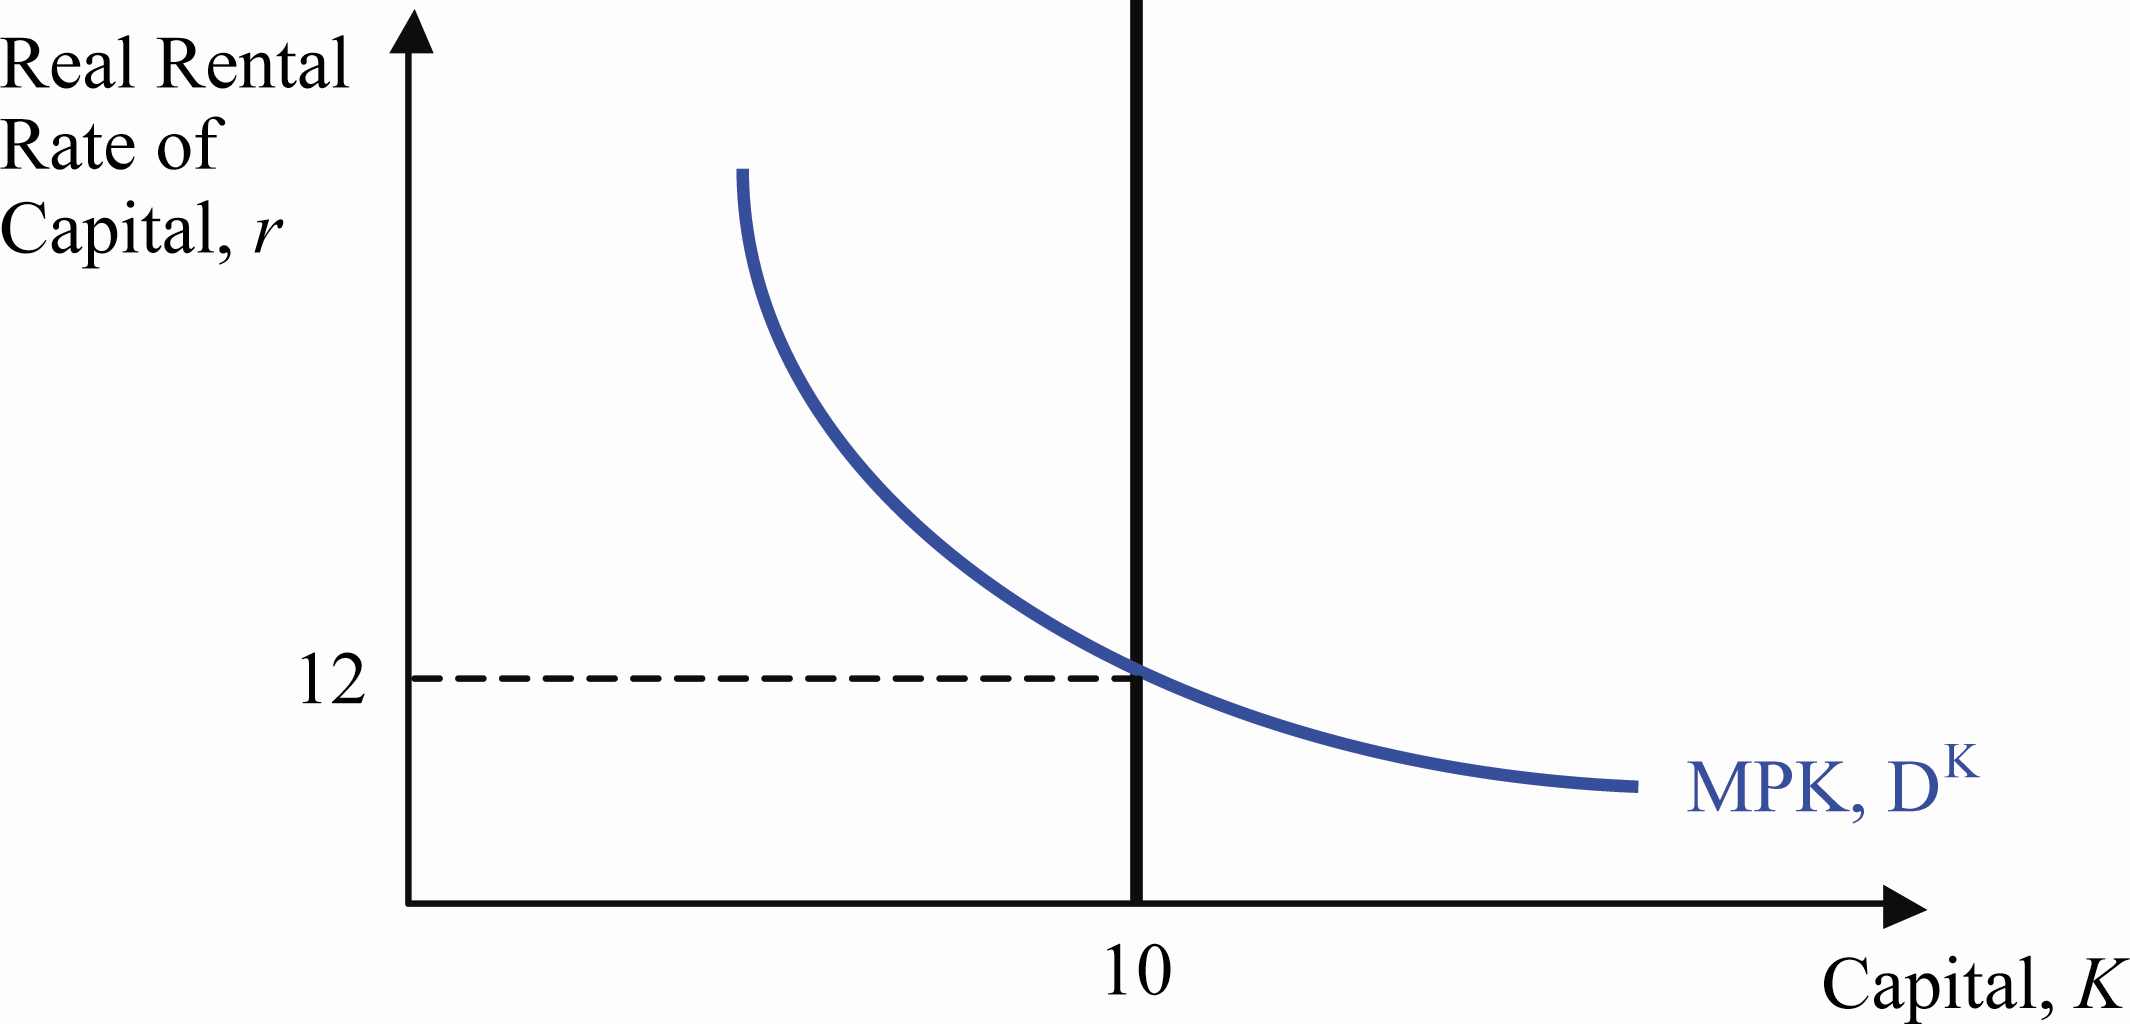 Real Rental
Rate of
Capital, r
12
MPK, D^K
10
Capital, K